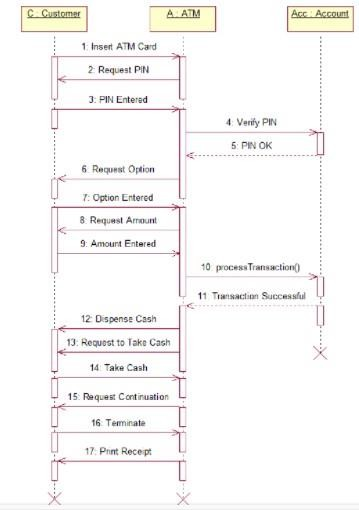 C : Customer
A : ATM
Acc : Account
1: Insert ATM Card
2: Request PIN
3: PIN Entered
4: Verify PIN
5: PIN OK
6: Request Option
7: Option Entered
8: Request Amount
9: Amount Entered
10: processTransaction()
11: Transaction Successful
12: Dispense Cash
13: Request to Take Cash
14: Take Cash
15: Request Continuation
16: Terminate
17: Print Receipt